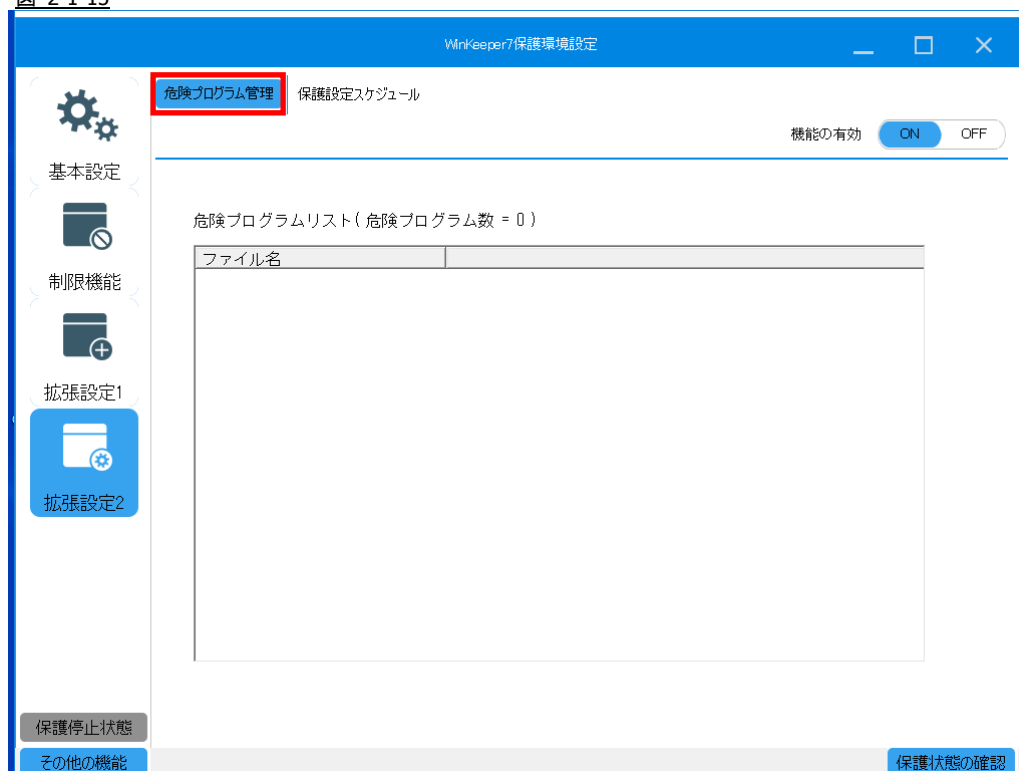 図 2-1-13
WinKeeper7保護環境設定
危険プログラム管理
保護設定スケジュール
機能の有効 ON OFF
基本設定
危険プログラムリスト( 危険プログラム数 = 0 )
ファイル名
制限機能
拡張設定1
拡張設定2
保護停止状態
その他の機能
保護状態の確認